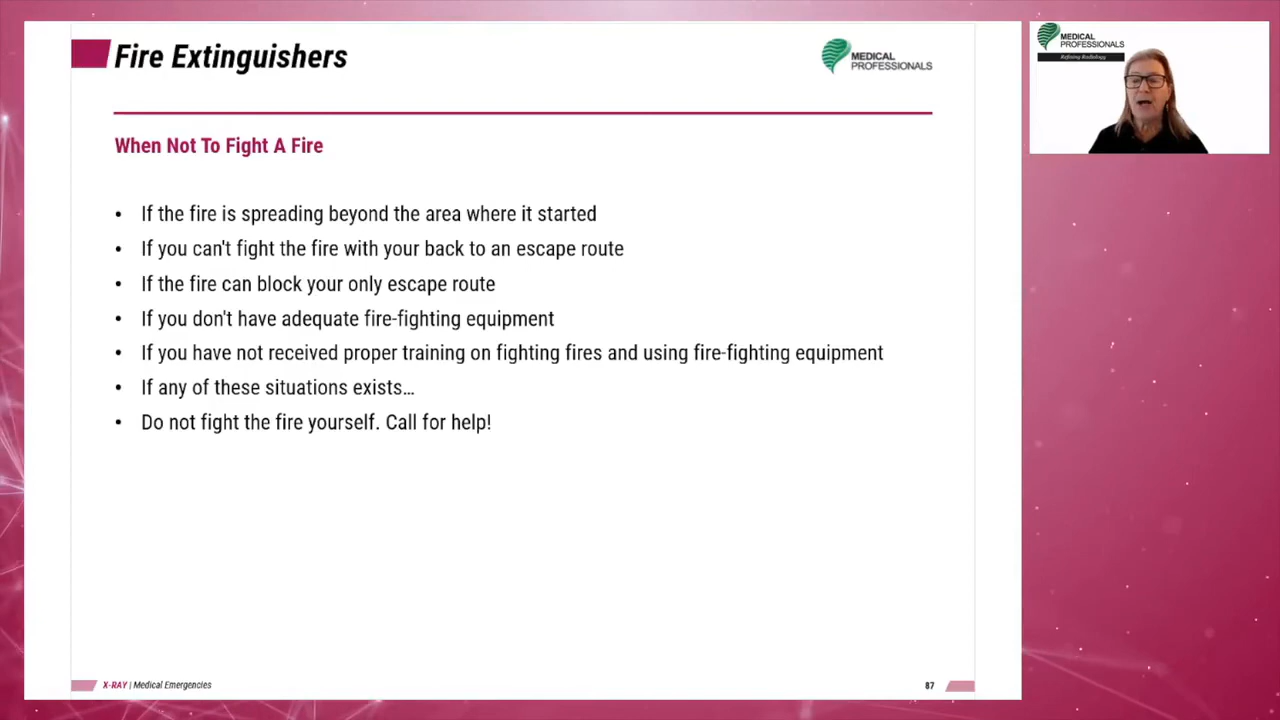 Fire Extinguishers
MEDICAL
PROFESSIONALS
When Not To Fight A Fire
• If the fire is spreading beyond the area where it started
• If you can't fight the fire with your back to an escape route
• If the fire can block your only escape route
• If you don't have adequate fire-fighting equipment
• If you have not received proper training on fighting fires and using fire-fighting equipment
• If any of these situations exists...
• Do not fight the fire yourself. Call for help!
X-RAY | Medical Emergencies
87
MEDICAL
PROFESSIONALS
Refining Radiology